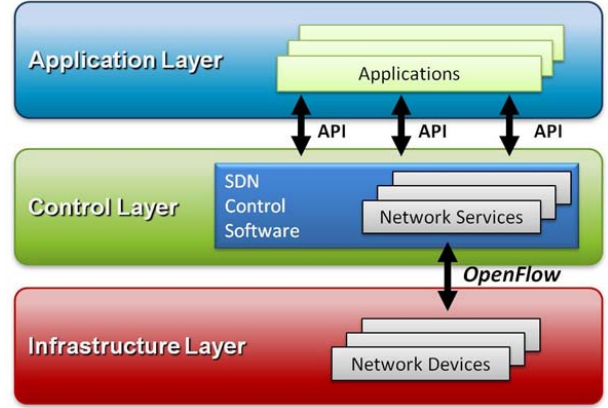 Application Layer
Applications
API
API
API
Control Layer
SDN
Control
Software
Network Services
OpenFlow
Infrastructure Layer
Network Devices